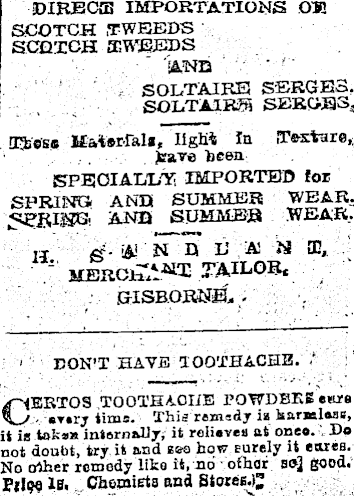 DIRECT IMPORTATIONS OF
SCOTCH TWEEDS
SCOTCH TWEEDS
AND
SOLTAIRE SERGES.
SOLTAIRE SERGES.
These Materials, light in Texture,
have been
SPECIALLY IMPORTED for
SPRING AND SUMMER WEAR.
SPRING AND SUMMER WEAR.
H. SANDUANT,
MERCHANT TAILOR,
GISBORNE.
DON'T HAVE TOOTHACHE.
CERTOS TOOTHACHE POWDERS cure
every time. This remedy is harmless,
it is taken internally, it relieves at once. Do
not doubt, try it and see how surely it cures.
No other remedy like it, no other so good.
Price 1s. Chemists and Stores.